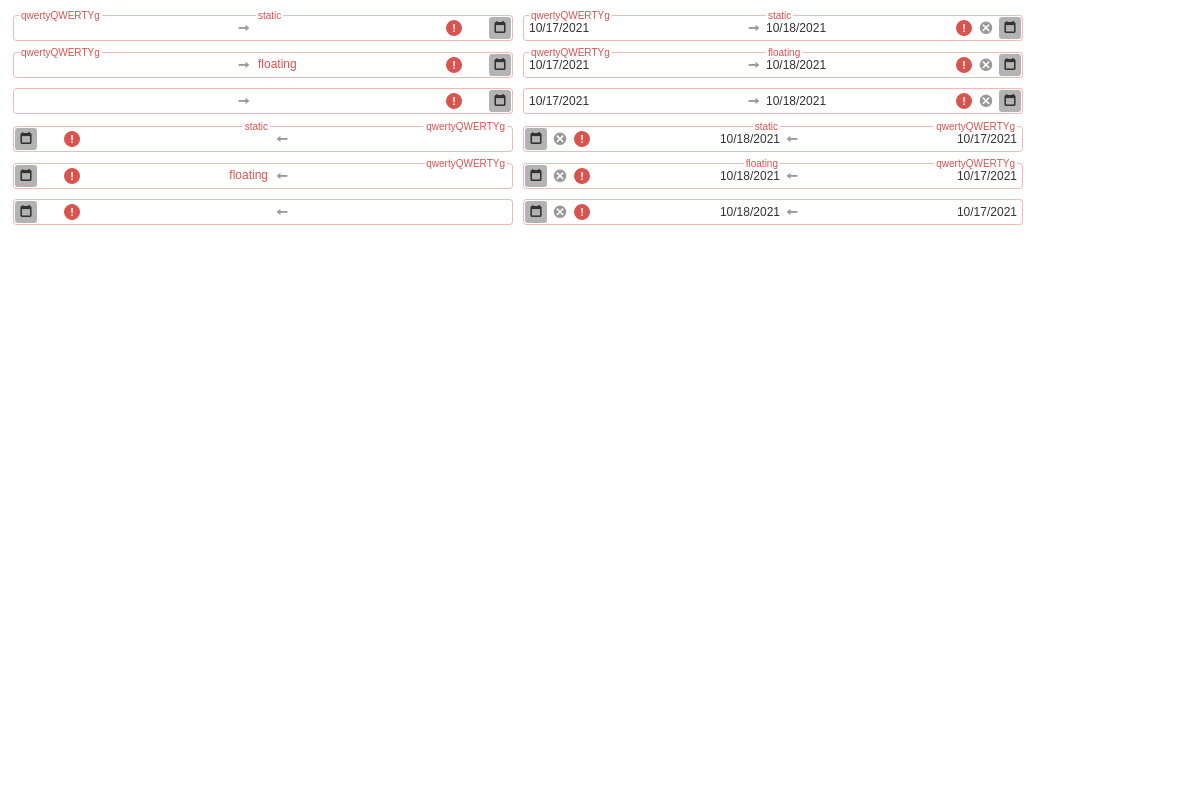 qwertyQWERTYg static qwertyQWERTYg static
10/17/2021 10/18/2021
qwertyQWERTYg qwertyQWERTYg floating
floating 10/17/2021 10/18/2021
10/17/2021 10/18/2021
static qwertyQWERTYg static qwertyQWERTYg
10/18/2021 10/17/2021
qwertyQWERTYg floating qwertyQWERTYg
floating 10/18/2021 10/17/2021
10/18/2021 10/17/2021